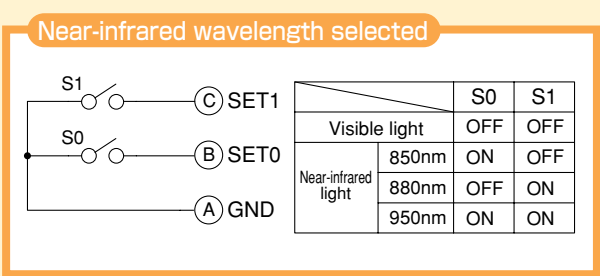 Near-infrared wavelength selected
S1
C SET1
S0
B SET0
A GND
S0 S1
Visible light OFF OFF
Near-infrared light
850nm ON OFF
880nm OFF ON
950nm ON ON